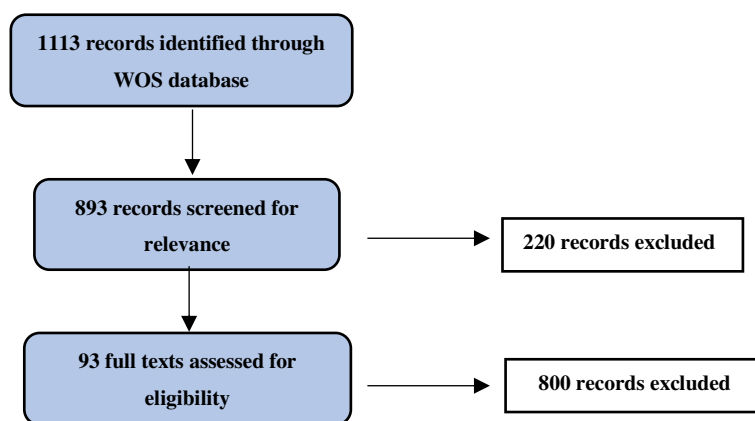 1113 records identified through
WOS database
893 records screened for
relevance
220 records excluded
93 full texts assessed for
eligibility
800 records excluded